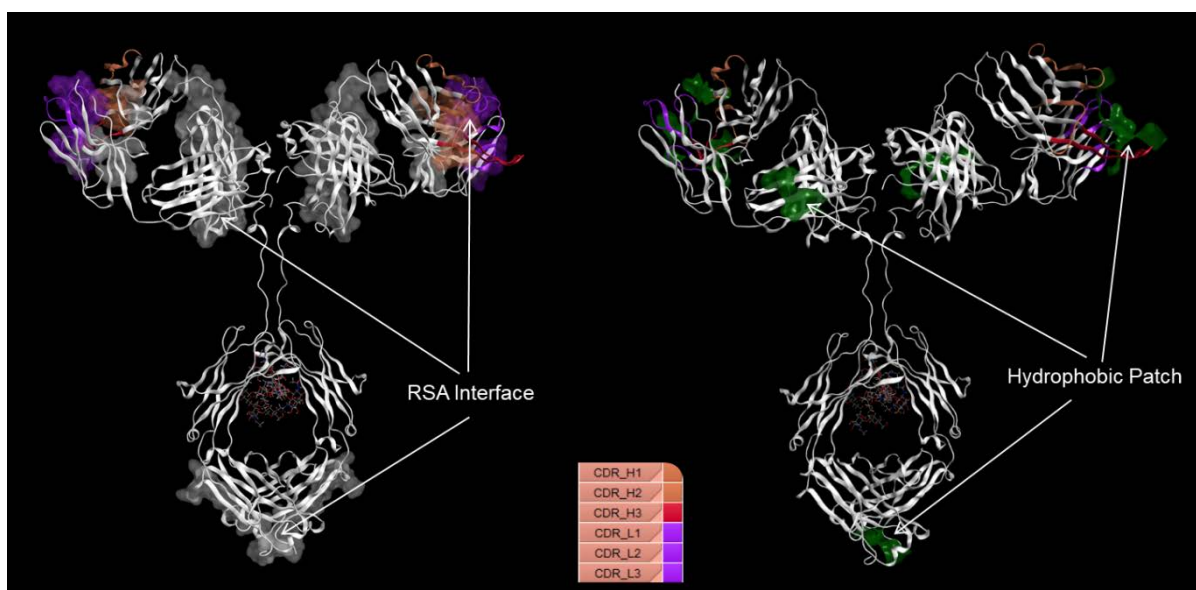 RSA Interface
Hydrophobic Patch
CDR_H1
CDR_H2
CDR_H3
CDR_L1
CDR_L2
CDR_L3